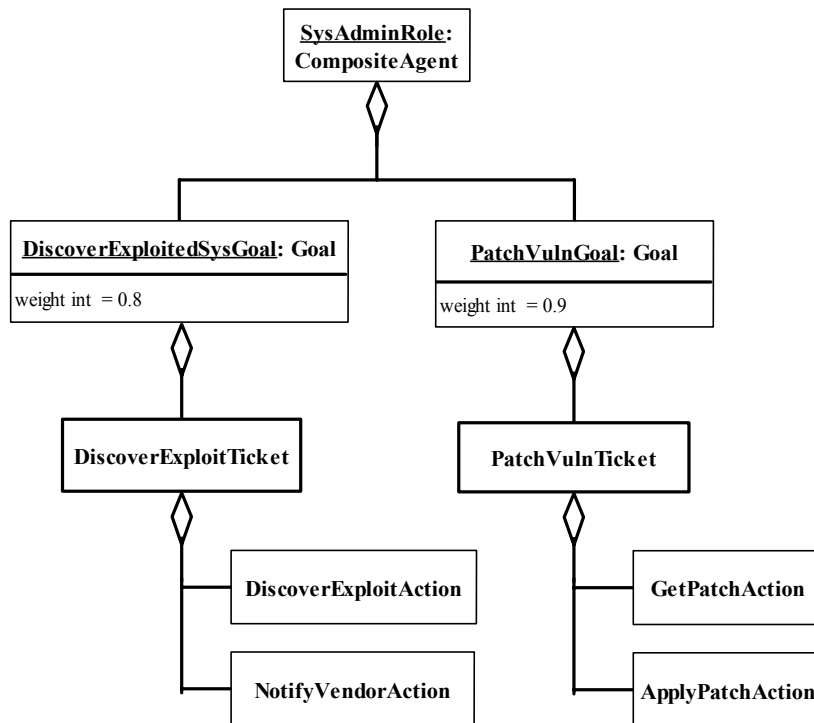 SysAdminRole:
CompositeAgent
DiscoverExploitedSysGoal: Goal
weight int = 0.8
PatchVulnGoal: Goal
weight int = 0.9
DiscoverExploitTicket
PatchVulnTicket
DiscoverExploitAction
GetPatchAction
NotifyVendorAction
ApplyPatchAction